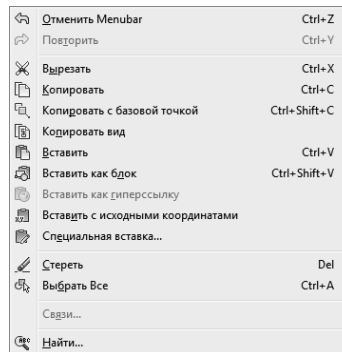 Отменить Menubar Ctrl+Z
Повторить Ctrl+Y
Вырезать Ctrl+X
Копировать Ctrl+C
Копировать с базовой точкой Ctrl+Shift+C
Копировать вид
Вставить Ctrl+V
Вставить как блок Ctrl+Shift+V
Вставить как гиперссылку
Вставить с исходными координатами
Специальная вставка...
Стереть Del
Выбрать Все Ctrl+A
Связи...
Найти...